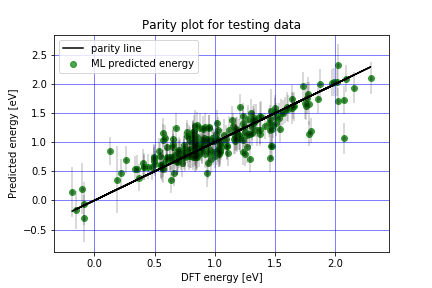 Parity plot for testing data
parity line
ML predicted energy
Predicted energy [eV]
2.5
2.0
1.5
1.0
0.5
0.0
−0.5
0.0 0.5 1.0 1.5 2.0
DFT energy [eV]